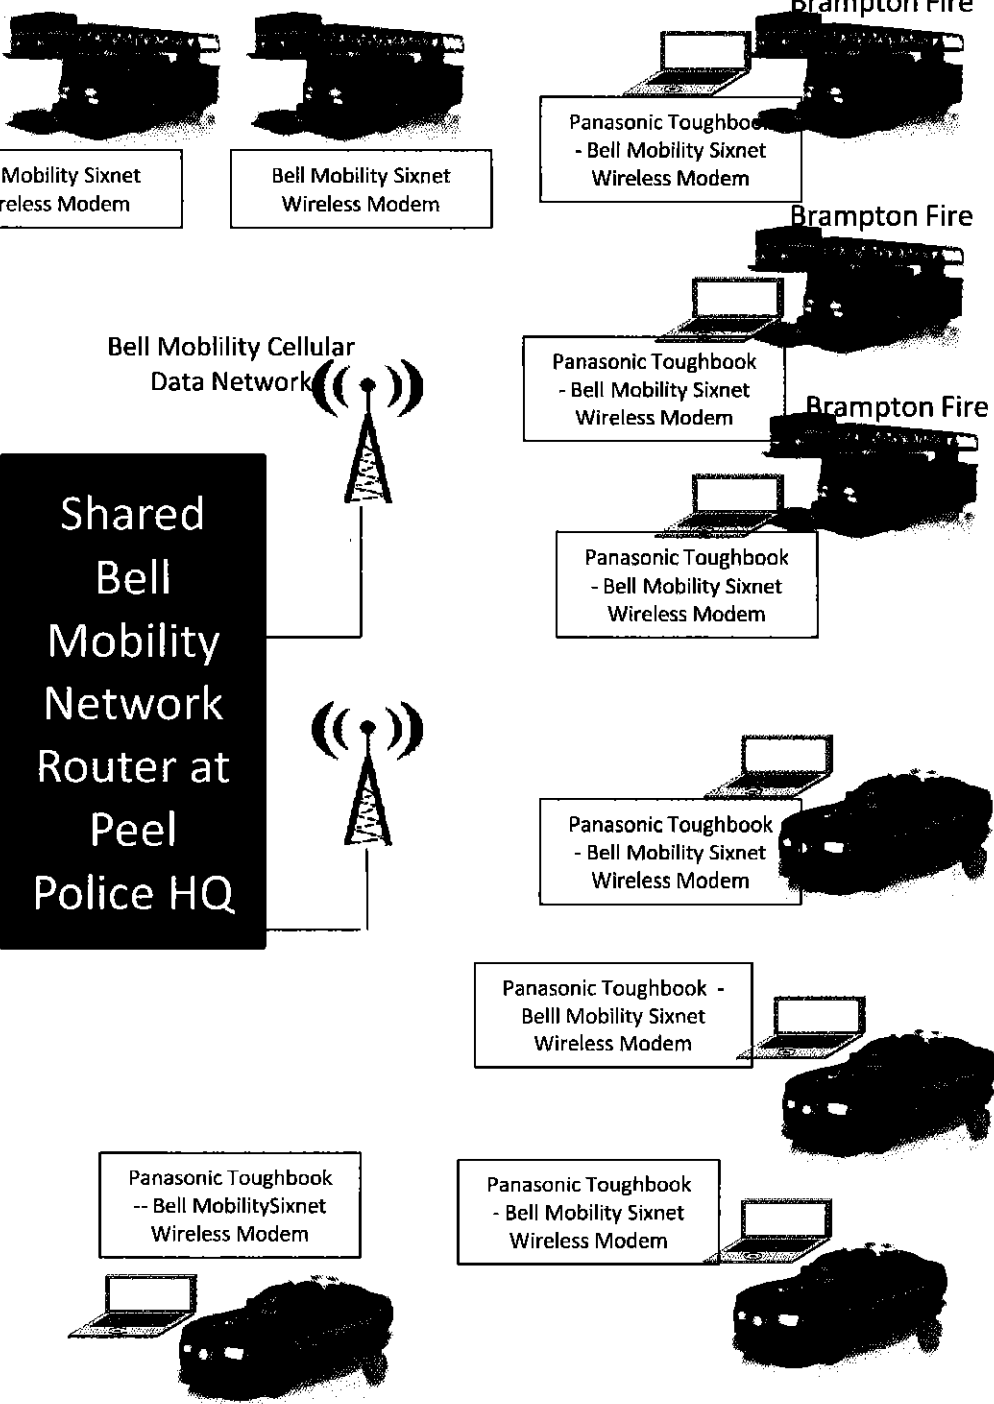 Brampton Fire
Mobility Sixnet
reless Modem
Bell Mobility Sixnet
Wireless Modem
Panasonic Toughbook
- Bell Mobility Sixnet
Wireless Modem
Brampton Fire
Bell Moblility Cellular
Data Network
Panasonic Toughbook
- Bell Mobility Sixnet
Wireless Modem
Brampton Fire
Shared
Bell
Mobility
Network
Router at
Peel
Police HQ
Panasonic Toughbook
- Bell Mobility Sixnet
Wireless Modem
Panasonic Toughbook
- Bell Mobility Sixnet
Wireless Modem
Panasonic Toughbook -
Belll Mobility Sixnet
Wireless Modem
Panasonic Toughbook
-- Bell MobilitySixnet
Wireless Modem
Panasonic Toughbook
- Bell Mobility Sixnet
Wireless Modem